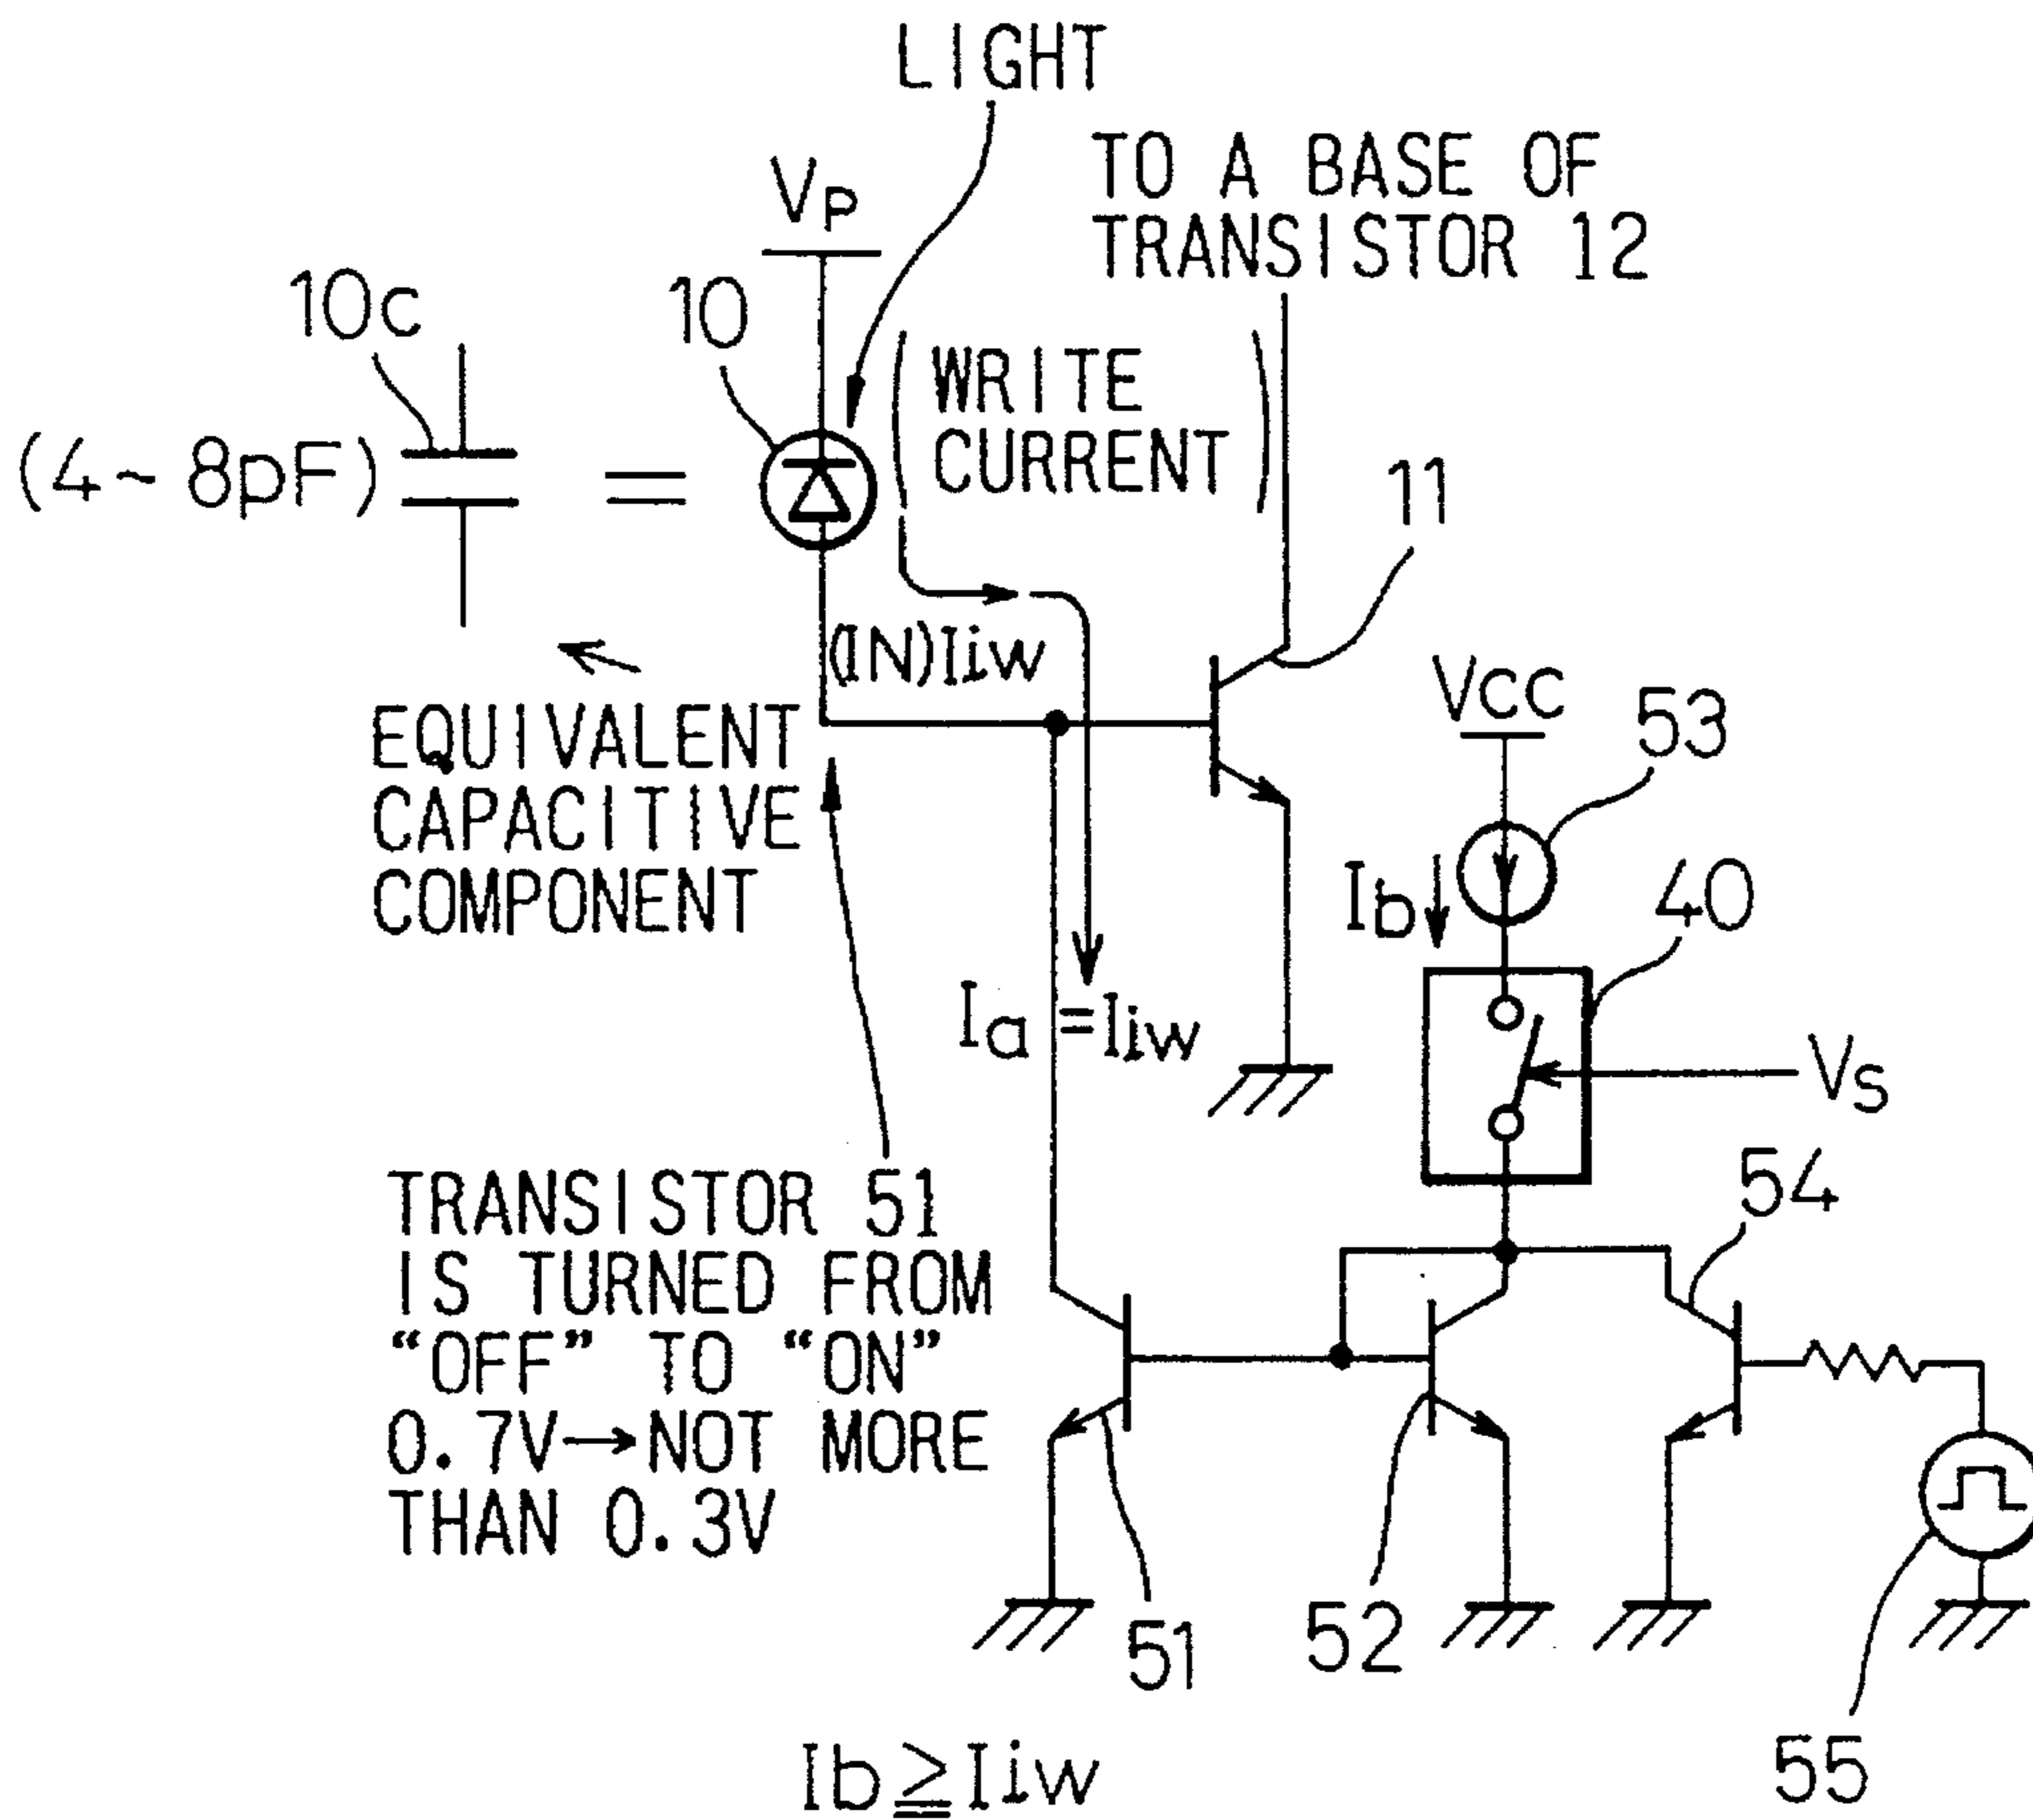 LIGHT
TO A BASE OF
TRANSISTOR 12
VP
10c
10
WRITE
CURRENT
(4~8pF)
=
11
(IN)Iiw
EQUIVALENT
CAPACITIVE
COMPONENT
VCC
53
Ib
40
Ia=Iiw
VS
TRANSISTOR 51
IS TURNED FROM
“OFF” TO “ON”
0.7V→NOT MORE
THAN 0.3V
54
51
52
55
Ib≧Iiw